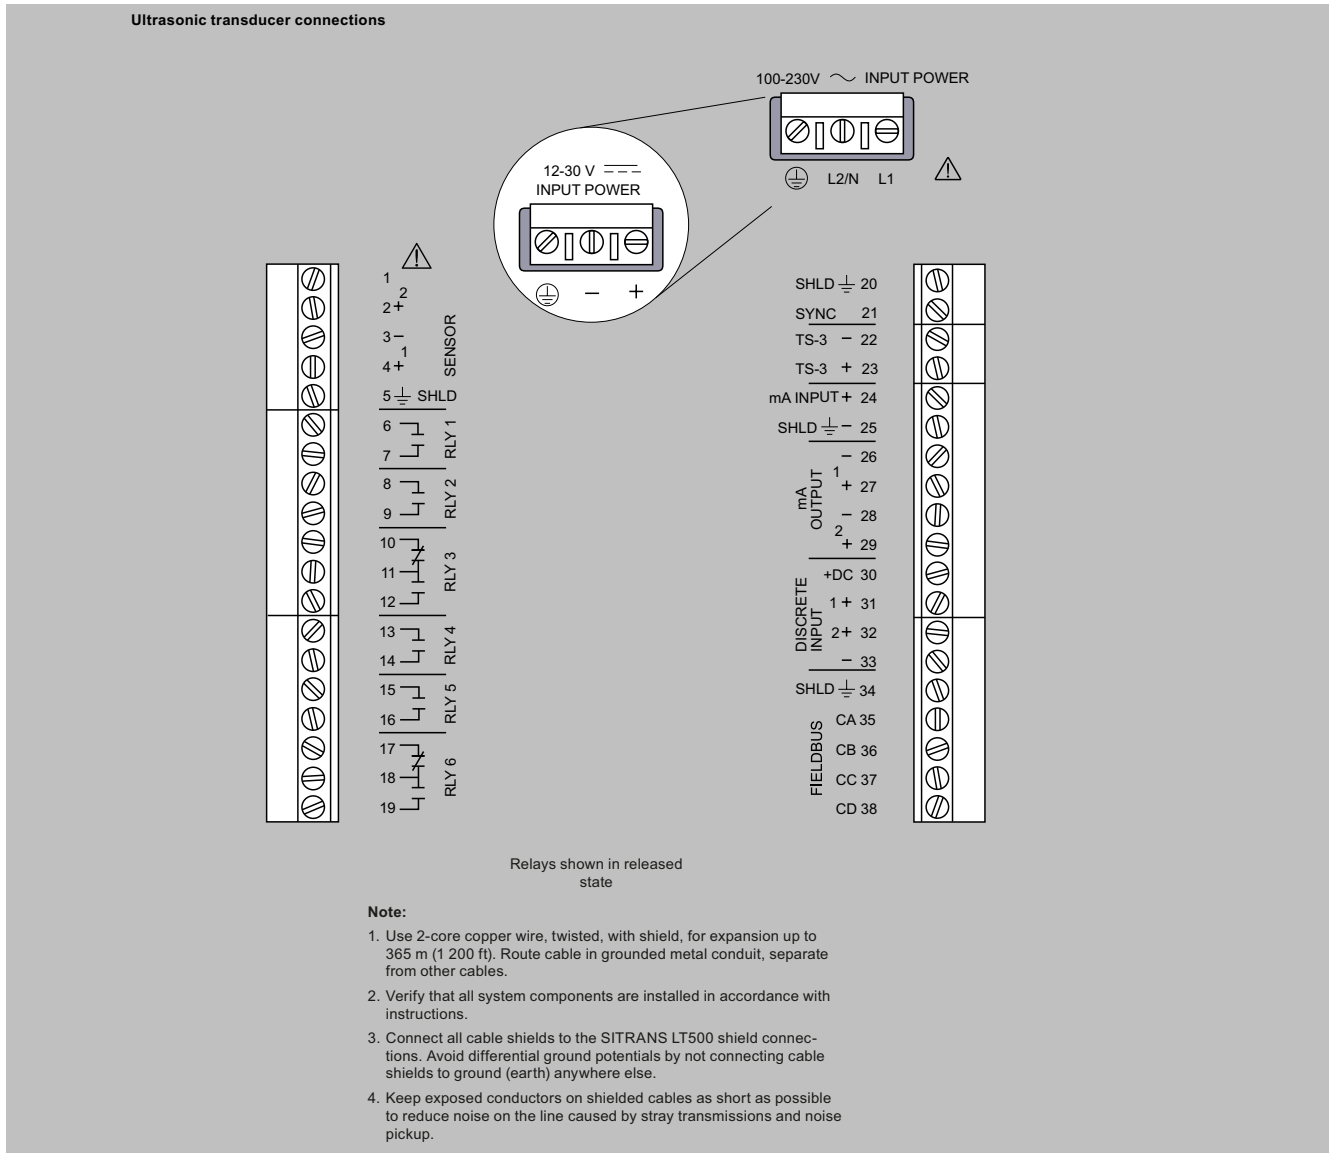 Ultrasonic transducer connections
100-230V INPUT POWER
L2/N L1
12-30 V
INPUT POWER
− +
1
2
2+
3−
1
4+
SENSOR
5 SHLD
6
7
RLY 1
8
9
RLY 2
10
11
12
RLY 3
13
14
RLY 4
15
16
RLY 5
17
18
19
RLY 6
SHLD 20
SYNC 21
TS-3 − 22
TS-3 + 23
mA INPUT + 24
SHLD − 25
− 26
1
+ 27
− 28
2
+ 29
mA
OUTPUT
+DC 30
1 + 31
2+ 32
− 33
DISCRETE
INPUT
SHLD 34
CA 35
CB 36
CC 37
CD 38
FIELDBUS
Relays shown in released
state
Note:
1. Use 2-core copper wire, twisted, with shield, for expansion up to
365 m (1 200 ft). Route cable in grounded metal conduit, separate
from other cables.
2. Verify that all system components are installed in accordance with
instructions.
3. Connect all cable shields to the SITRANS LT500 shield connec-
tions. Avoid differential ground potentials by not connecting cable
shields to ground (earth) anywhere else.
4. Keep exposed conductors on shielded cables as short as possible
to reduce noise on the line caused by stray transmissions and noise
pickup.